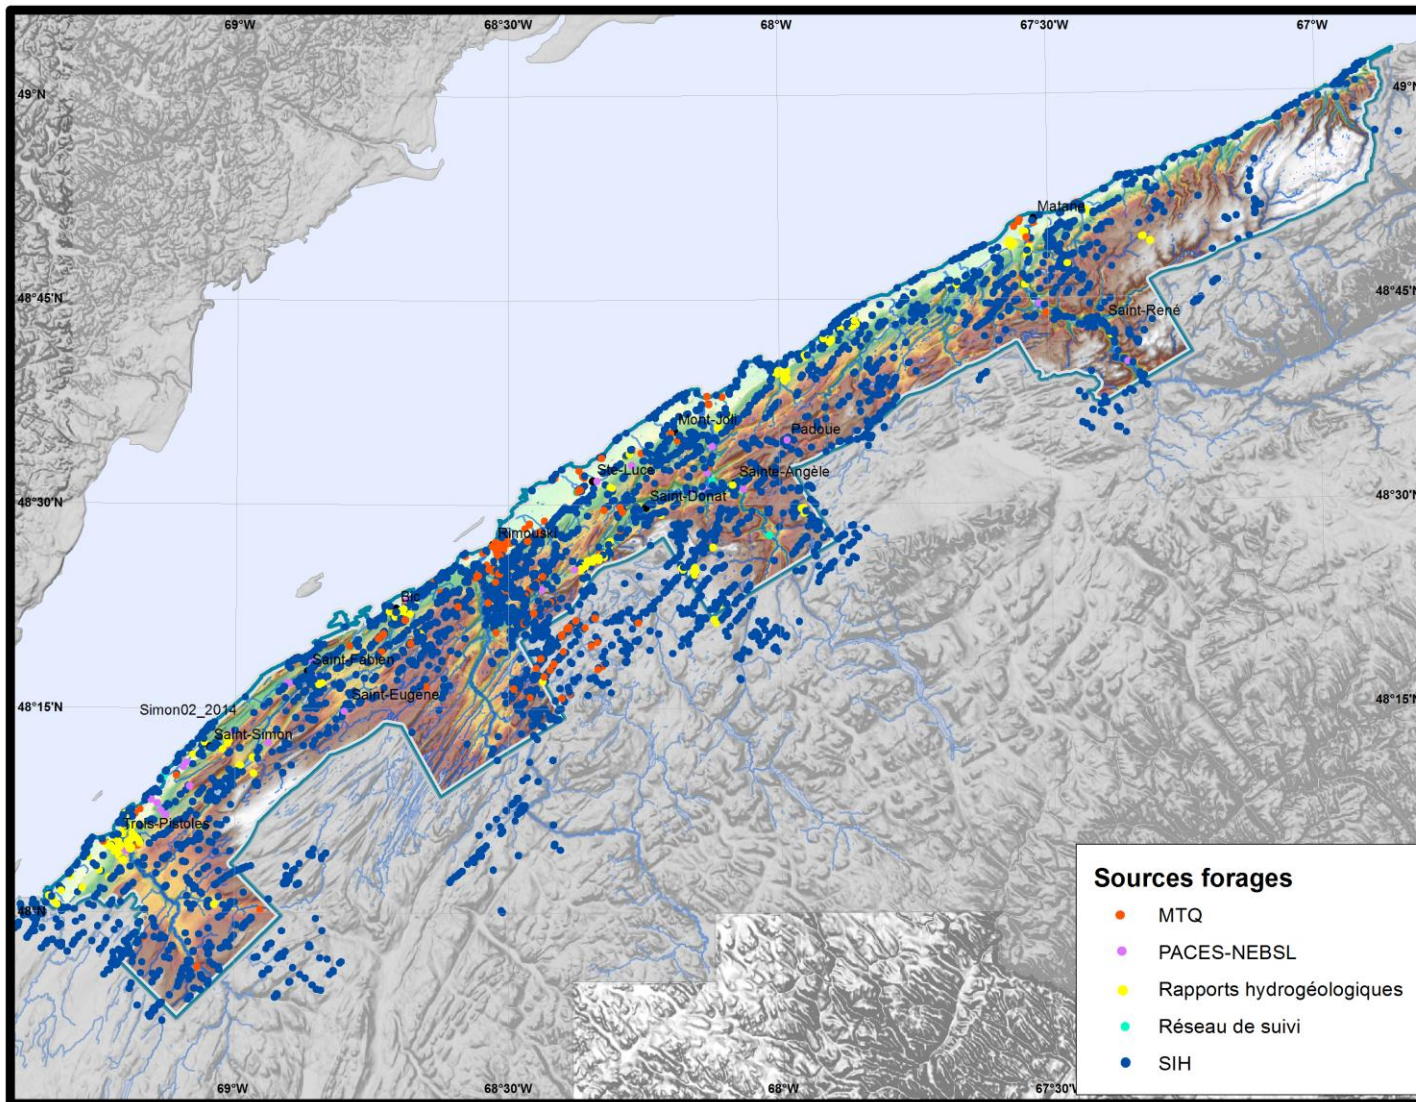 69°W 68°30'W 68°W 67°30'W 67°W
49°N 49°N
Matane
48°45'N 48°45'N
Saint-René
Mont-Joli
Padoue
Ste-Luce Sainte-Angèle
48°30'N Saint-Donat 48°30'N
Rimouski
Bic
Saint-Fabien
Saint-Eugène
48°15'N Simon02_2014 48°15'N
Saint-Simon
Trois-Pistoles
48°N
Sources forages
MTQ
PACES-NEBSL
Rapports hydrogéologiques
Réseau de suivi
SIH
69°W 68°30'W 68°W 67°30'W